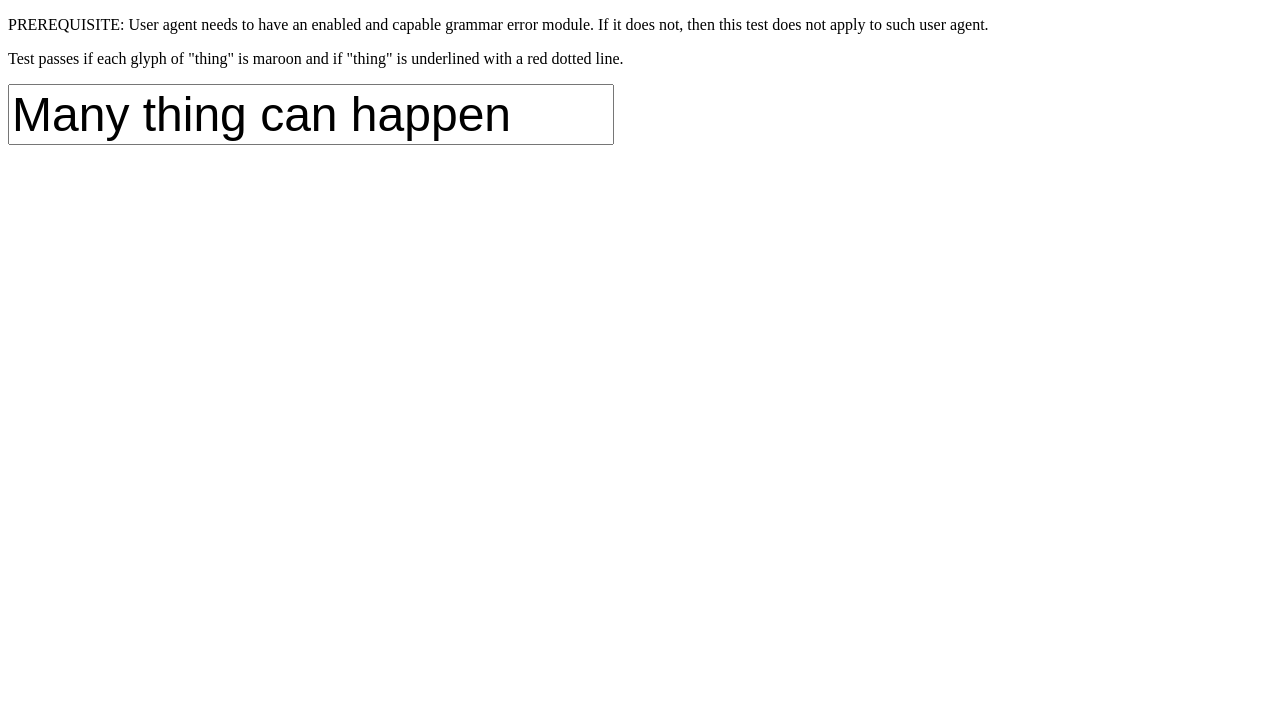 PREREQUISITE: User agent needs to have an enabled and capable grammar error module. If it does not, then this test does not apply to such user agent.
Test passes if each glyph of "thing" is maroon and if "thing" is underlined with a red dotted line.
Many thing can happen